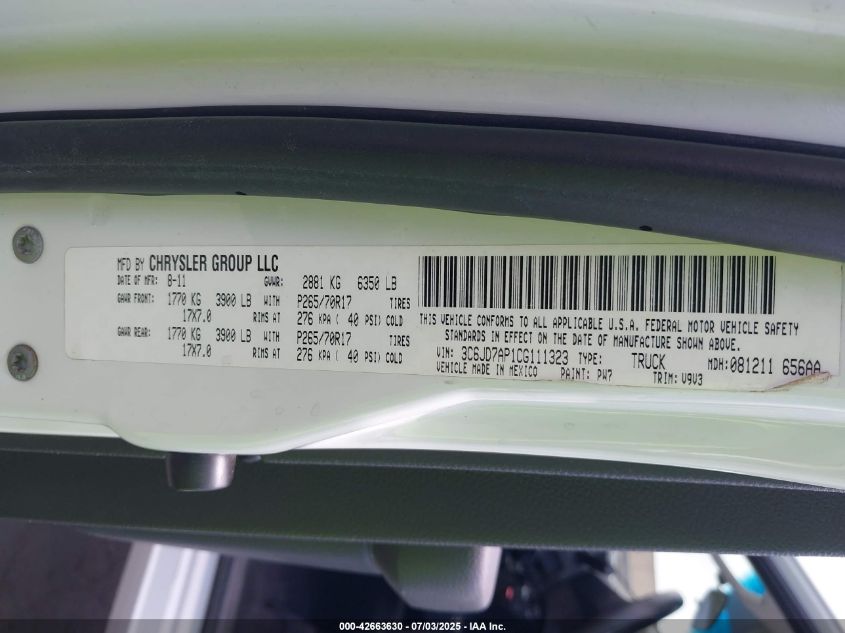 MFD BY CHRYSLER GROUP LLC
DATE OF MFR: 8-11 GVWR: 2881 KG 6350 LB
GAWR FRONT: 1770 KG 3900 LB WITH P265/70R17 TIRES
17X7.0 RIMS AT 276 KPA ( 40 PSI) COLD
GAWR REAR: 1770 KG 3900 LB WITH P265/70R17 TIRES
17X7.0 RIMS AT 276 KPA ( 40 PSI) COLD
THIS VEHICLE CONFORMS TO ALL APPLICABLE U.S.A. FEDERAL MOTOR VEHICLE SAFETY
STANDARDS IN EFFECT ON THE DATE OF MANUFACTURE SHOWN ABOVE.
VIN: 3C6JD7AP1CG111323 TYPE: TRUCK MDH: 081211 656AA
VEHICLE MADE IN MEXICO PAINT: PW7 TRIM: V9V3
000-42663630 - 07/03/2025 - IAA Inc.